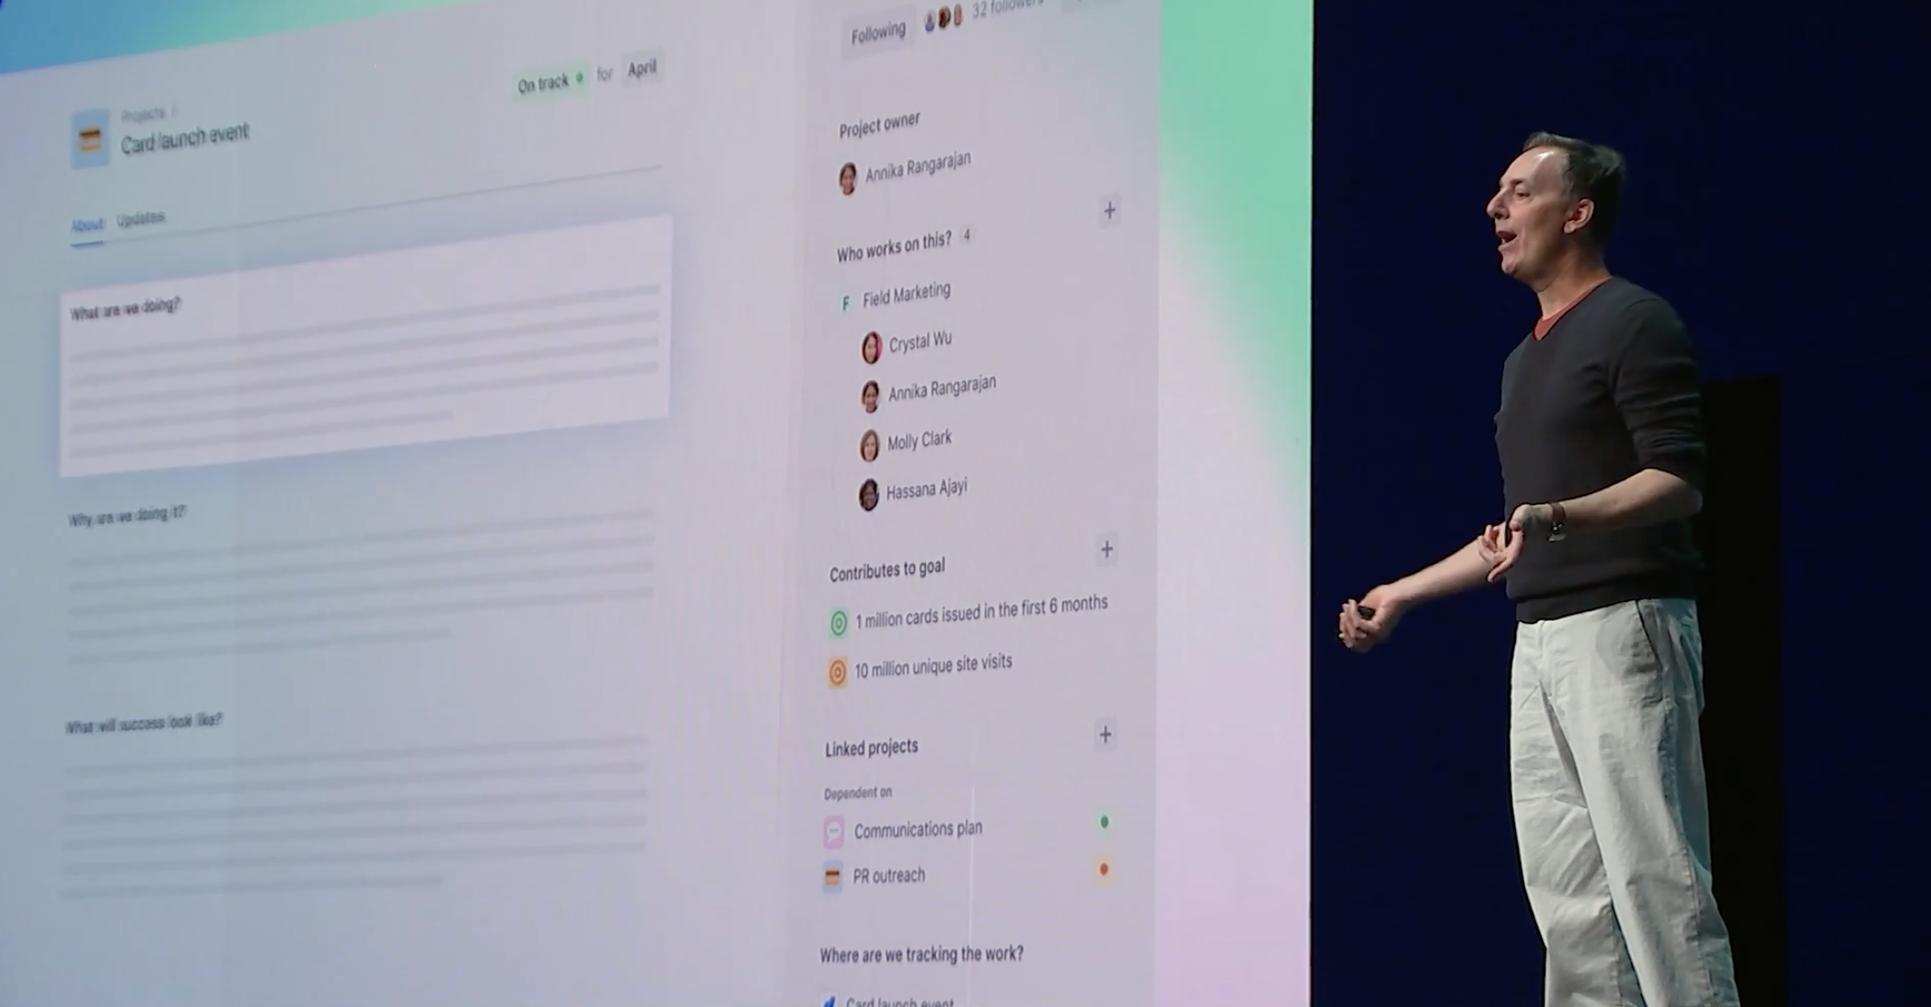 Projects /
Card launch event
On track for April
About Updates
What are we doing?
Why are we doing it?
What will success look like?
Following 32 followers
Project owner
Annika Rangarajan
Who works on this? 4
F Field Marketing
Crystal Wu
Annika Rangarajan
Molly Clark
Hassana Ajayi
Contributes to goal
1 million cards issued in the first 6 months
10 million unique site visits
Linked projects
Dependent on
Communications plan
PR outreach
Where are we tracking the work?
Card launch event